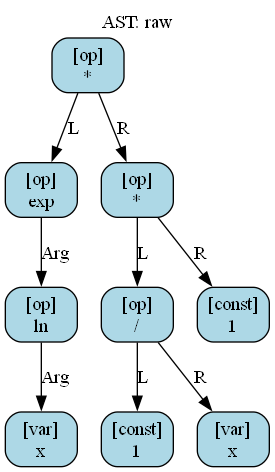 AST: raw
[op]
*
L
R
[op]
exp
[op]
*
Arg
L
R
[op]
ln
[op]
/
[const]
1
Arg
L
R
[var]
x
[const]
1
[var]
x